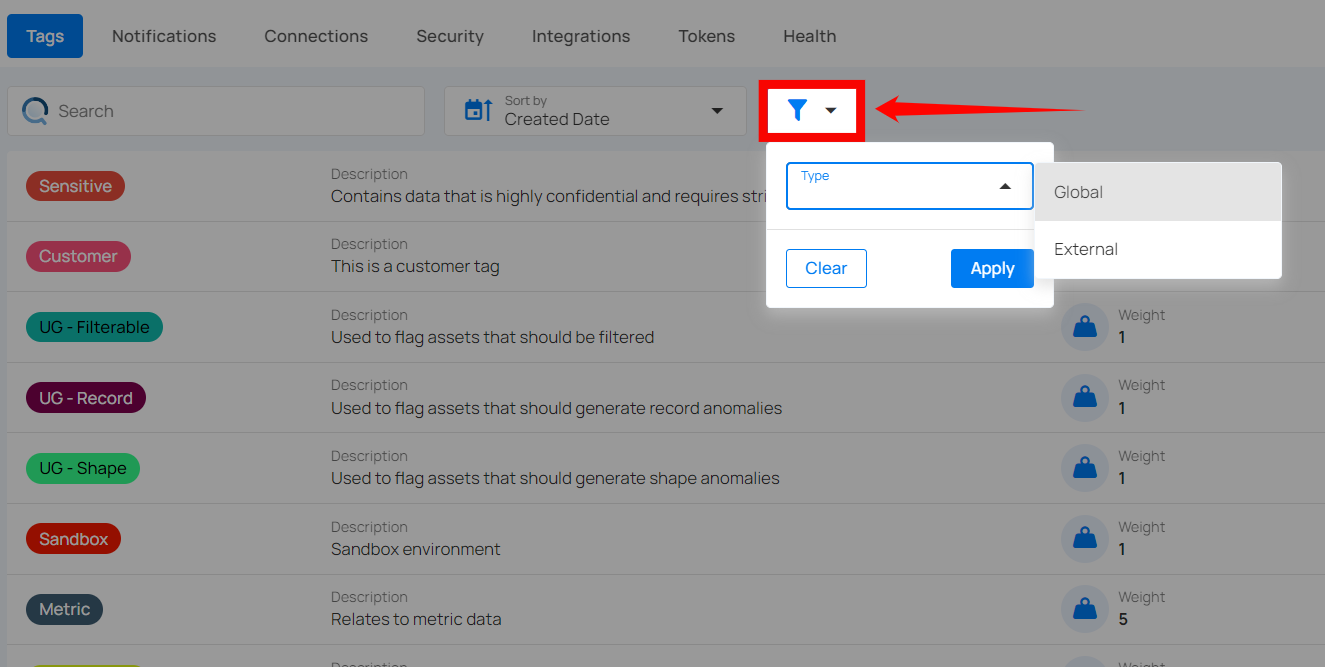 Tags
Notifications
Connections
Security
Integrations
Tokens
Health
Search
Sort by
Created Date
Type
Global
External
Clear
Apply
Sensitive
Description
Contains data that is highly confidential and requires stri
Customer
Description
This is a customer tag
UG - Filterable
Description
Used to flag assets that should be filtered
Weight
1
UG - Record
Description
Used to flag assets that should generate record anomalies
Weight
1
UG - Shape
Description
Used to flag assets that should generate shape anomalies
Weight
1
Sandbox
Description
Sandbox environment
Weight
1
Metric
Description
Relates to metric data
Weight
5
Description
Weight